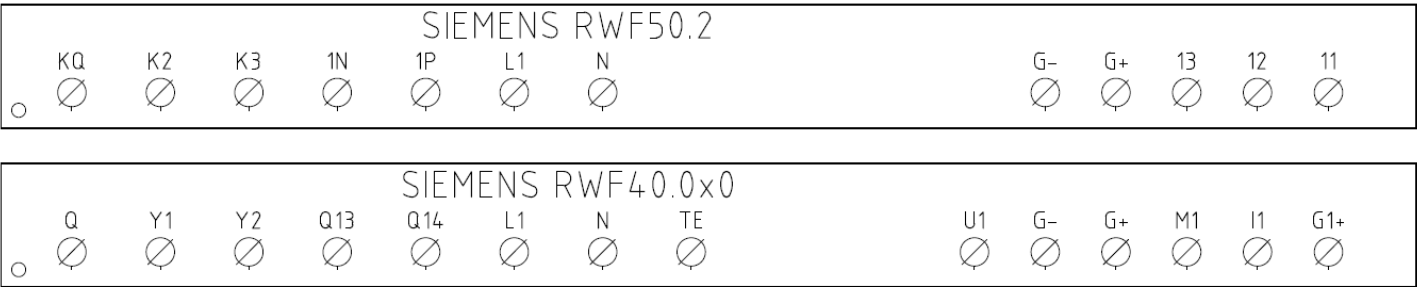 SIEMENS RWF50.2
KQ K2 K3 1N 1P L1 N G- G+ 13 12 11
SIEMENS RWF40.0x0
Q Y1 Y2 Q13 Q14 L1 N TE U1 G- G+ M1 I1 G1+